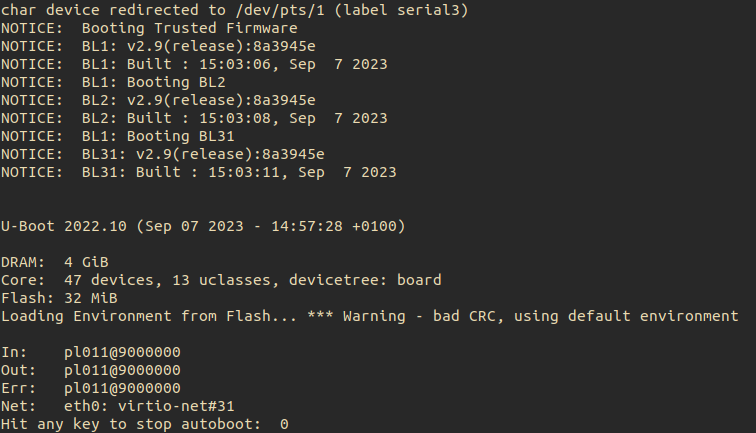 char device redirected to /dev/pts/1 (label serial3)
NOTICE:  Booting Trusted Firmware
NOTICE:  BL1: v2.9(release):8a3945e
NOTICE:  BL1: Built : 15:03:06, Sep  7 2023
NOTICE:  BL1: Booting BL2
NOTICE:  BL2: v2.9(release):8a3945e
NOTICE:  BL2: Built : 15:03:08, Sep  7 2023
NOTICE:  BL1: Booting BL31
NOTICE:  BL31: v2.9(release):8a3945e
NOTICE:  BL31: Built : 15:03:11, Sep  7 2023
U-Boot 2022.10 (Sep 07 2023 - 14:57:28 +0100)
DRAM:  4 GiB
Core:  47 devices, 13 uclasses, devicetree: board
Flash: 32 MiB
Loading Environment from Flash... *** Warning - bad CRC, using default environment
In:    pl011@9000000
Out:   pl011@9000000
Err:   pl011@9000000
Net:   eth0: virtio-net#31
Hit any key to stop autoboot:  0